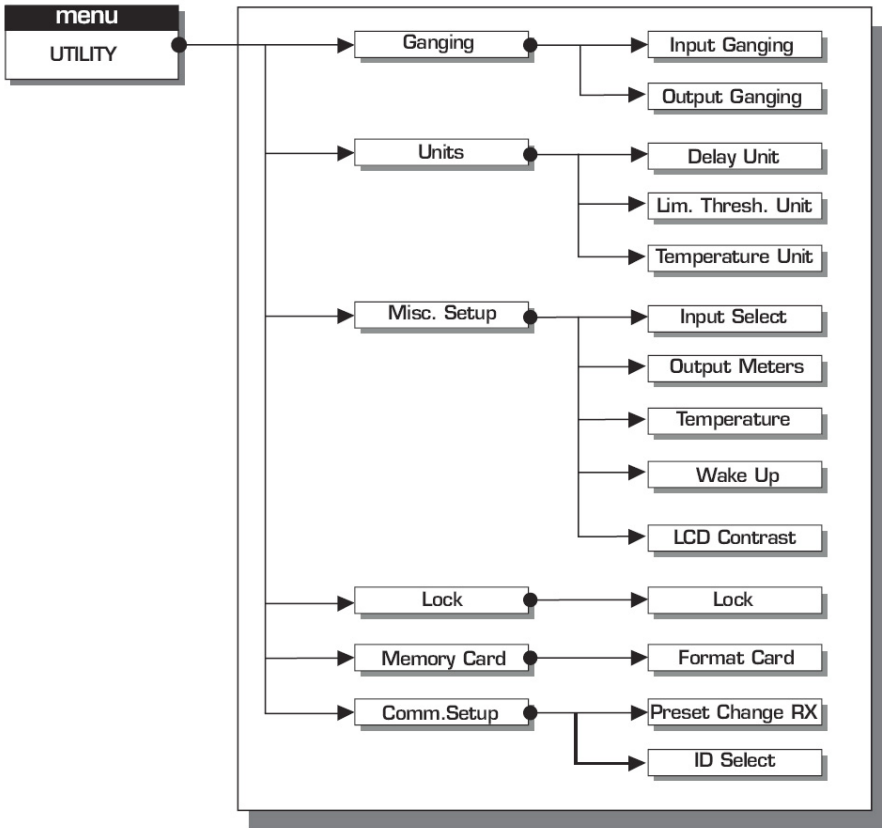 menu
UTILITY
Ganging
Input Ganging
Output Ganging
Units
Delay Unit
Lim. Thresh. Unit
Temperature Unit
Misc. Setup
Input Select
Output Meters
Temperature
Wake Up
LCD Contrast
Lock
Lock
Memory Card
Format Card
Comm.Setup
Preset Change RX
ID Select